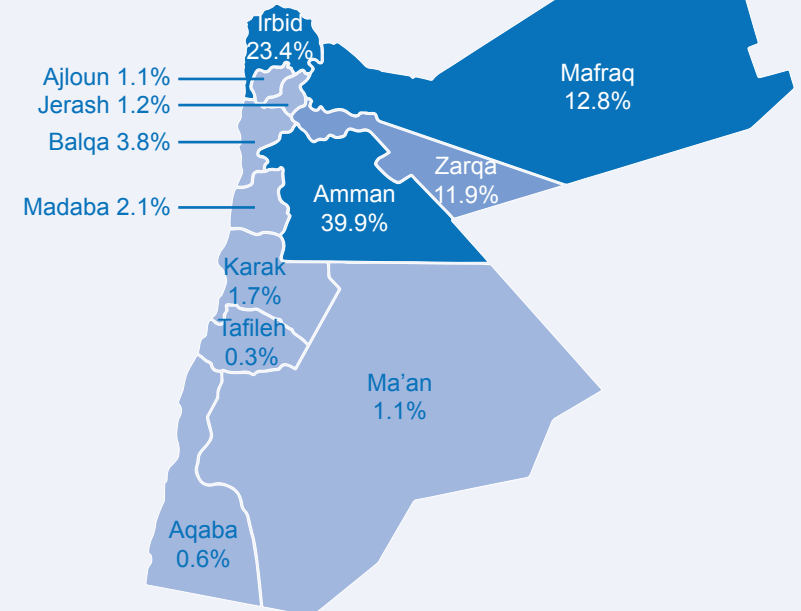 Irbid
23.4%
Mafraq
12.8%
Ajloun 1.1%
Jerash 1.2%
Balqa 3.8%
Zarqa
11.9%
Amman
39.9%
Madaba 2.1%
Karak
1.7%
Tafileh
0.3%
Ma’an
1.1%
Aqaba
0.6%